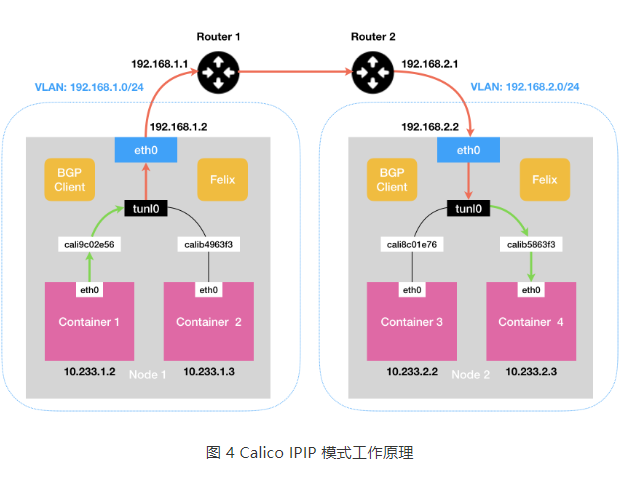 Router 1
Router 2
192.168.1.1
192.168.2.1
VLAN: 192.168.1.0/24
VLAN: 192.168.2.0/24
192.168.1.2
192.168.2.2
eth0
eth0
BGP
Client
Felix
BGP
Client
Felix
tunl0
tunl0
cali9c02e56
calib4963f3
cali8c01e76
calib5863f3
eth0
eth0
eth0
eth0
Container 1
Container 2
Container 3
Container 4
10.233.1.2
Node 1
10.233.1.3
10.233.2.2
Node 2
10.233.2.3
图 4 Calico IPIP 模式工作原理